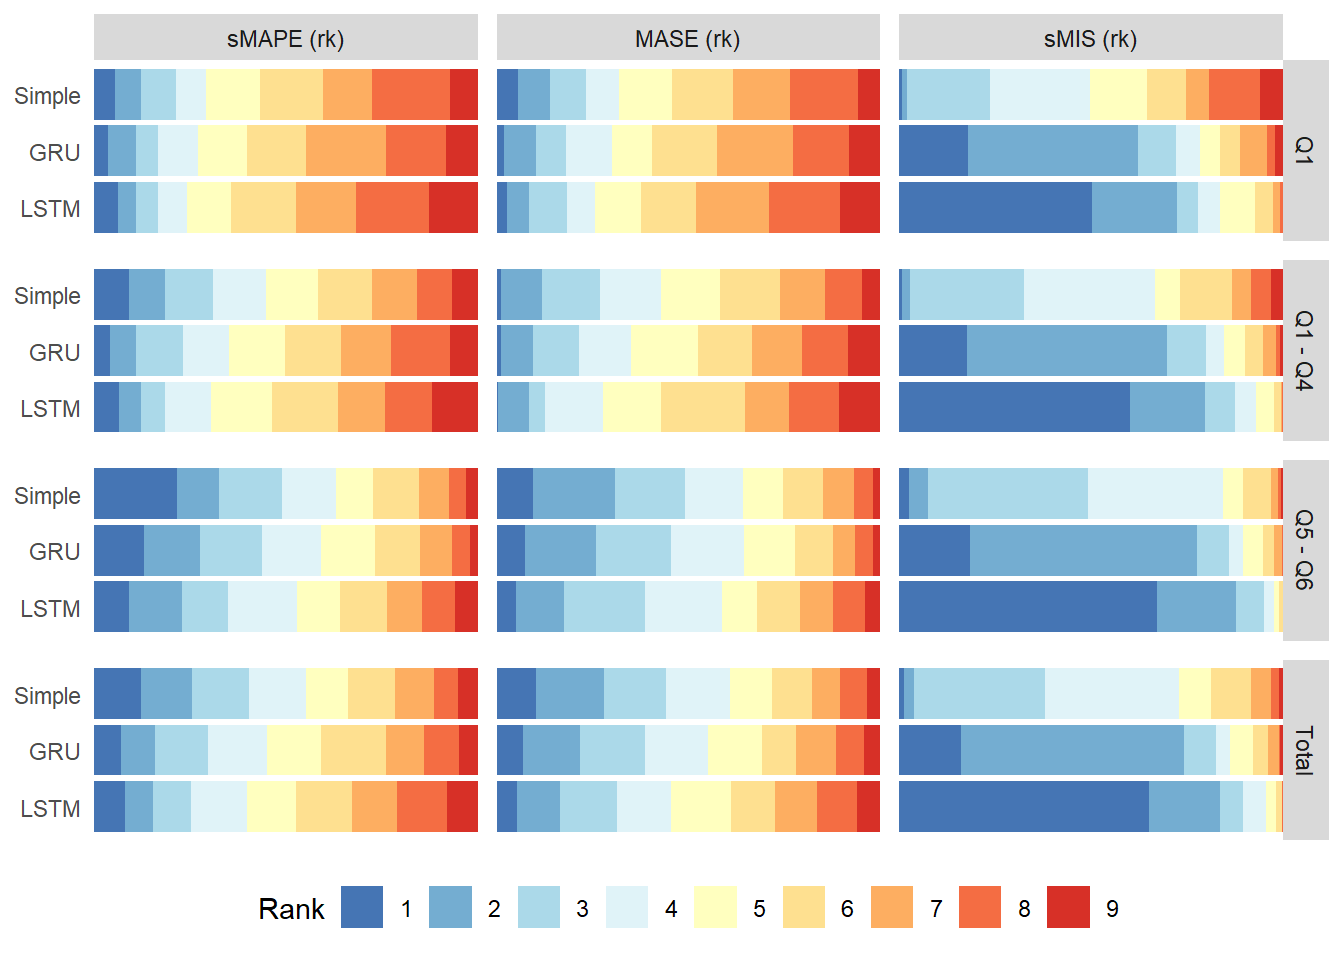 sMAPE (rk) MASE (rk) sMIS (rk)
Simple
GRU
LSTM
Q1
Simple
GRU
LSTM
Q1 - Q4
Simple
GRU
LSTM
Q5 - Q6
Simple
GRU
LSTM
Total
Rank 1 2 3 4 5 6 7 8 9